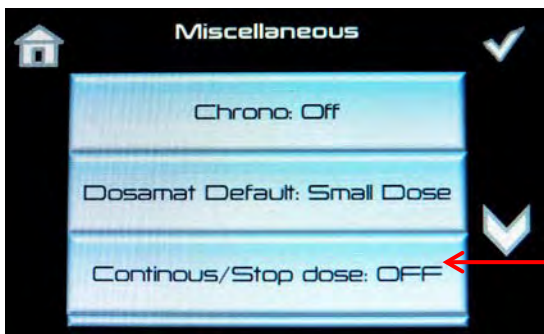 Miscellaneous
Chrono: Off
Dosamat Default: Small Dose
Continous/Stop dose: OFF